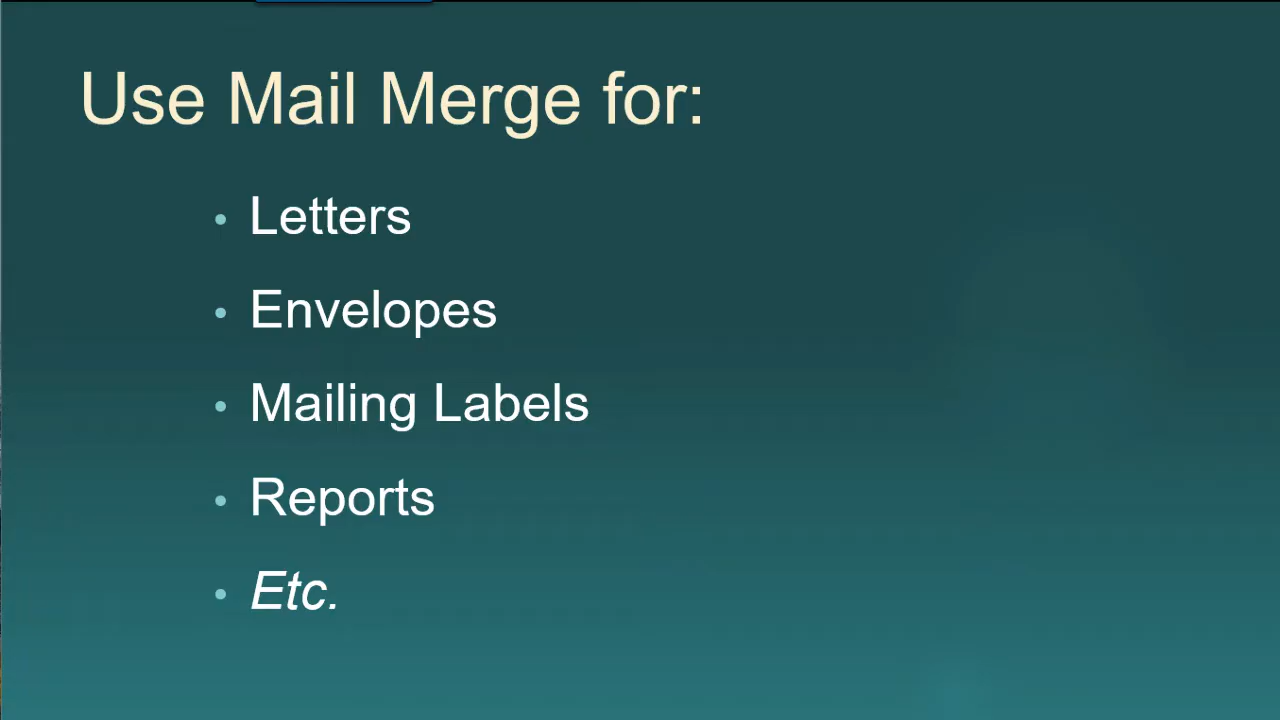 Use Mail Merge for:
• Letters
• Envelopes
• Mailing Labels
• Reports
• Etc.